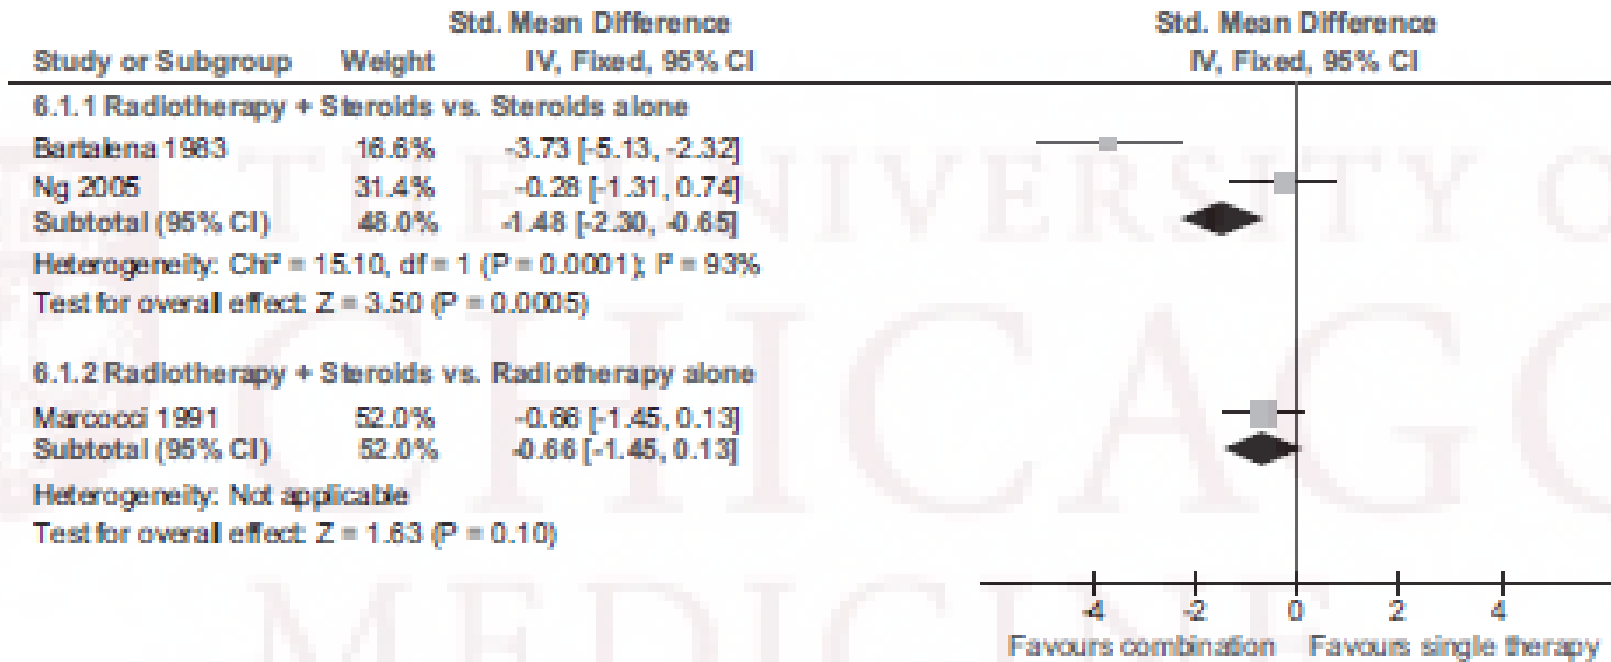 Std. Mean Difference Std. Mean Difference
Study or Subgroup Weight IV, Fixed, 95% CI IV, Fixed, 95% CI
6.1.1 Radiotherapy + Steroids vs. Steroids alone
Bartalena 1983 16.6% -3.73 [-5.13, -2.32]
Ng 2005 31.4% -0.28 [-1.31, 0.74]
Subtotal (95% CI) 48.0% -1.48 [-2.30, -0.65]
Heterogeneity: Chi² = 15.10, df = 1 (P = 0.0001); I² = 93%
Test for overall effect: Z = 3.50 (P = 0.0005)
6.1.2 Radiotherapy + Steroids vs. Radiotherapy alone
Marcocci 1991 52.0% -0.66 [-1.45, 0.13]
Subtotal (95% CI) 52.0% -0.66 [-1.45, 0.13]
Heterogeneity: Not applicable
Test for overall effect: Z = 1.63 (P = 0.10)
-4 -2 0 2 4
Favours combination Favours single therapy
THE UNIVERSITY O
CHICAGO
MEDICINE